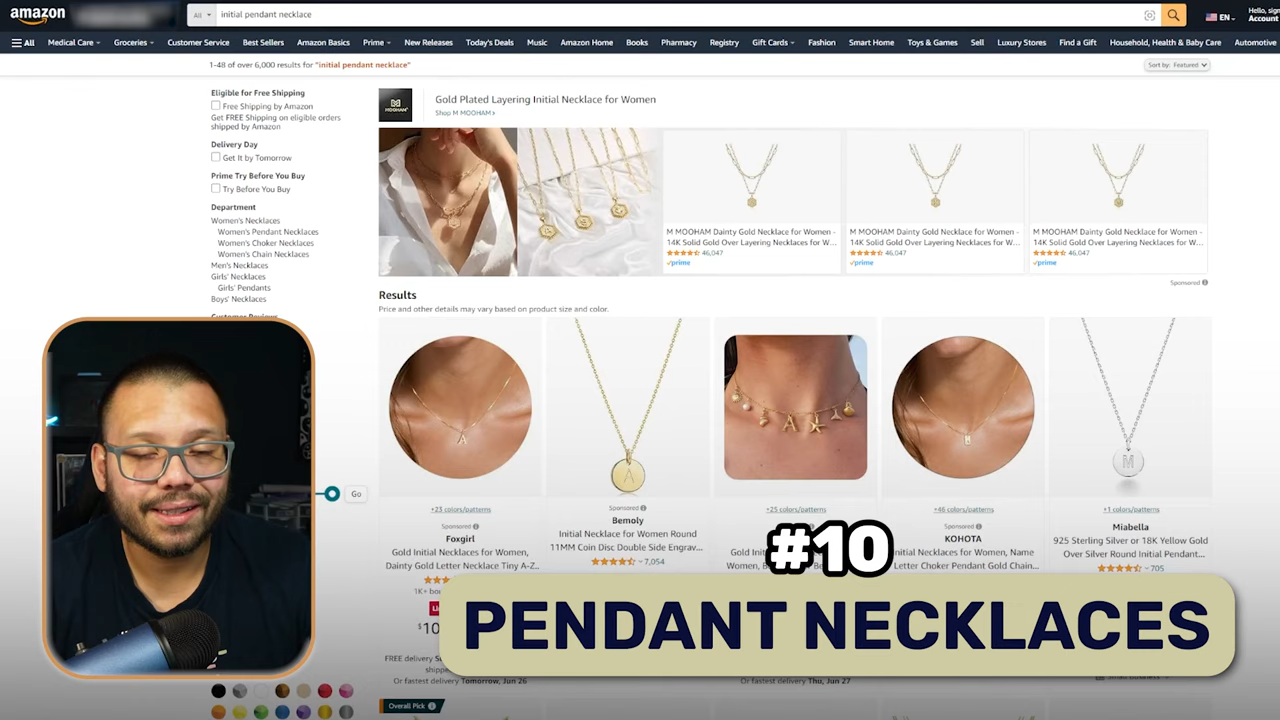 amazon
All
initial pendant necklace
EN
Hello, sign
Account
All
Medical Care
Groceries
Customer Service
Best Sellers
Amazon Basics
Prime
New Releases
Today's Deals
Music
Amazon Home
Books
Pharmacy
Registry
Gift Cards
Fashion
Smart Home
Toys & Games
Sell
Luxury Stores
Find a Gift
Household, Health & Baby Care
Automotive
1-48 of over 6,000 results for "initial pendant necklace"
Sort by: Featured
Eligible for Free Shipping
Free Shipping by Amazon
Get FREE Shipping on eligible orders
shipped by Amazon
Delivery Day
Get It by Tomorrow
Prime Try Before You Buy
Try Before You Buy
Department
Women's Necklaces
Women's Pendant Necklaces
Women's Choker Necklaces
Women's Chain Necklaces
Men's Necklaces
Girls' Necklaces
Girls' Pendants
Boys' Necklaces
Customer Reviews
Go
MOOHAM
Gold Plated Layering Initial Necklace for Women
Shop M MOOHAM
M MOOHAM Dainty Gold Necklace for Women -
14K Solid Gold Over Layering Necklaces for W...
46,047
prime
M MOOHAM Dainty Gold Necklace for Women -
14K Solid Gold Over Layering Necklaces for W...
46,047
prime
M MOOHAM Dainty Gold Necklace for Women -
14K Solid Gold Over Layering Necklaces for W...
46,047
prime
Sponsored
Results
Price and other details may vary based on product size and color.
A
+23 colors/patterns
Sponsored
Foxgirl
Gold Initial Necklaces for Women,
Dainty Gold Letter Necklace Tiny A-Z...
1K+ bo
$10
FREE delivery
Or fastest delivery Tomorrow, Jun 26
Overall Pick
A
Sponsored
Bemoly
Initial Necklace for Women Round
11MM Coin Disc Double Side Engrav...
7,054
A
+25 colors/patterns
Gold
Women,
Or fastest delivery Thu, Jun 27
B
+46 colors/patterns
Sponsored
KOHOTA
Initial Necklaces for Women, Name
Letter Choker Pendant Gold Chain...
M
+1 colors/patterns
Miabella
925 Sterling Silver or 18K Yellow Gold
Over Silver Round Initial Pendant...
705
#10
PENDANT NECKLACES